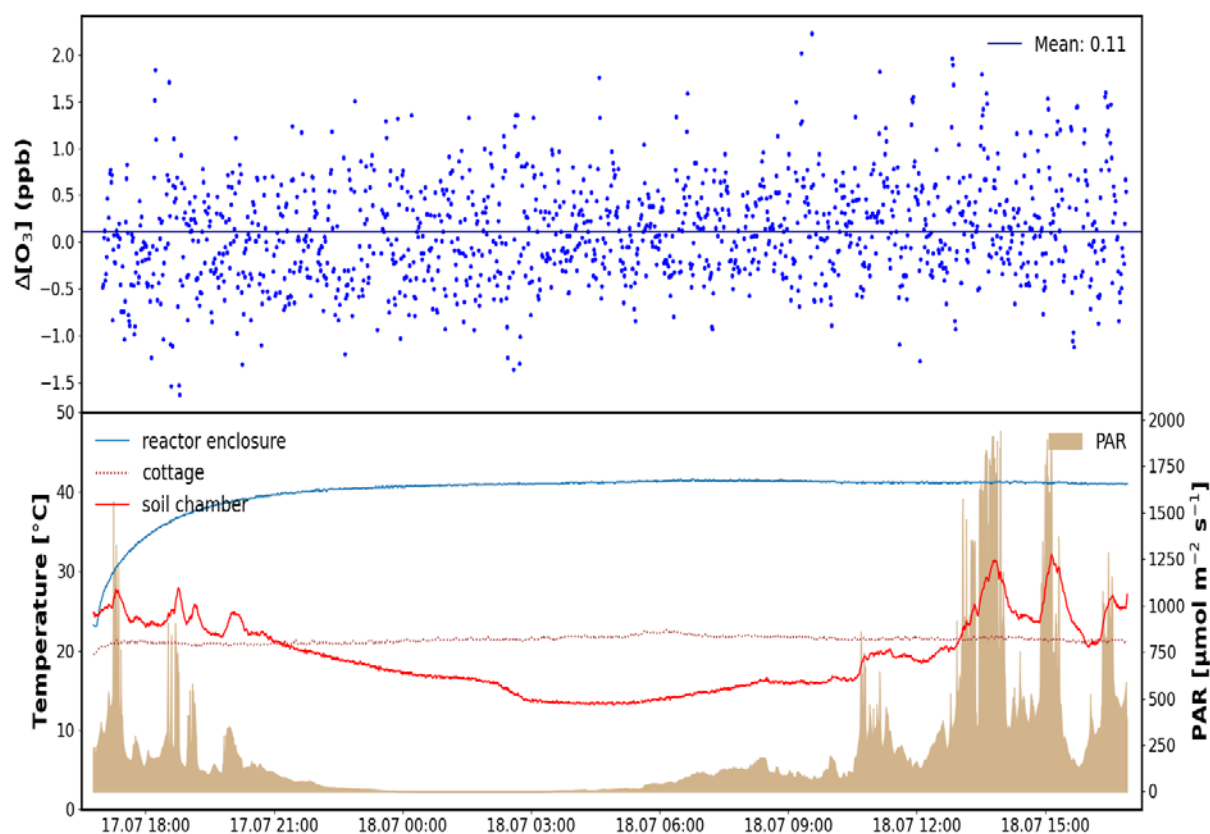 Δ[O₃] (ppb)
2.0
1.5
1.0
0.5
0.0
−0.5
−1.0
−1.5
Mean: 0.11
Temperature [°C]
50
40
30
20
10
0
reactor enclosure
cottage
soil chamber
PAR
2000
1750
1500
1250
1000
750
500
250
0
PAR [μmol m⁻² s⁻¹]
17.07 18:00 17.07 21:00 18.07 00:00 18.07 03:00 18.07 06:00 18.07 09:00 18.07 12:00 18.07 15:00